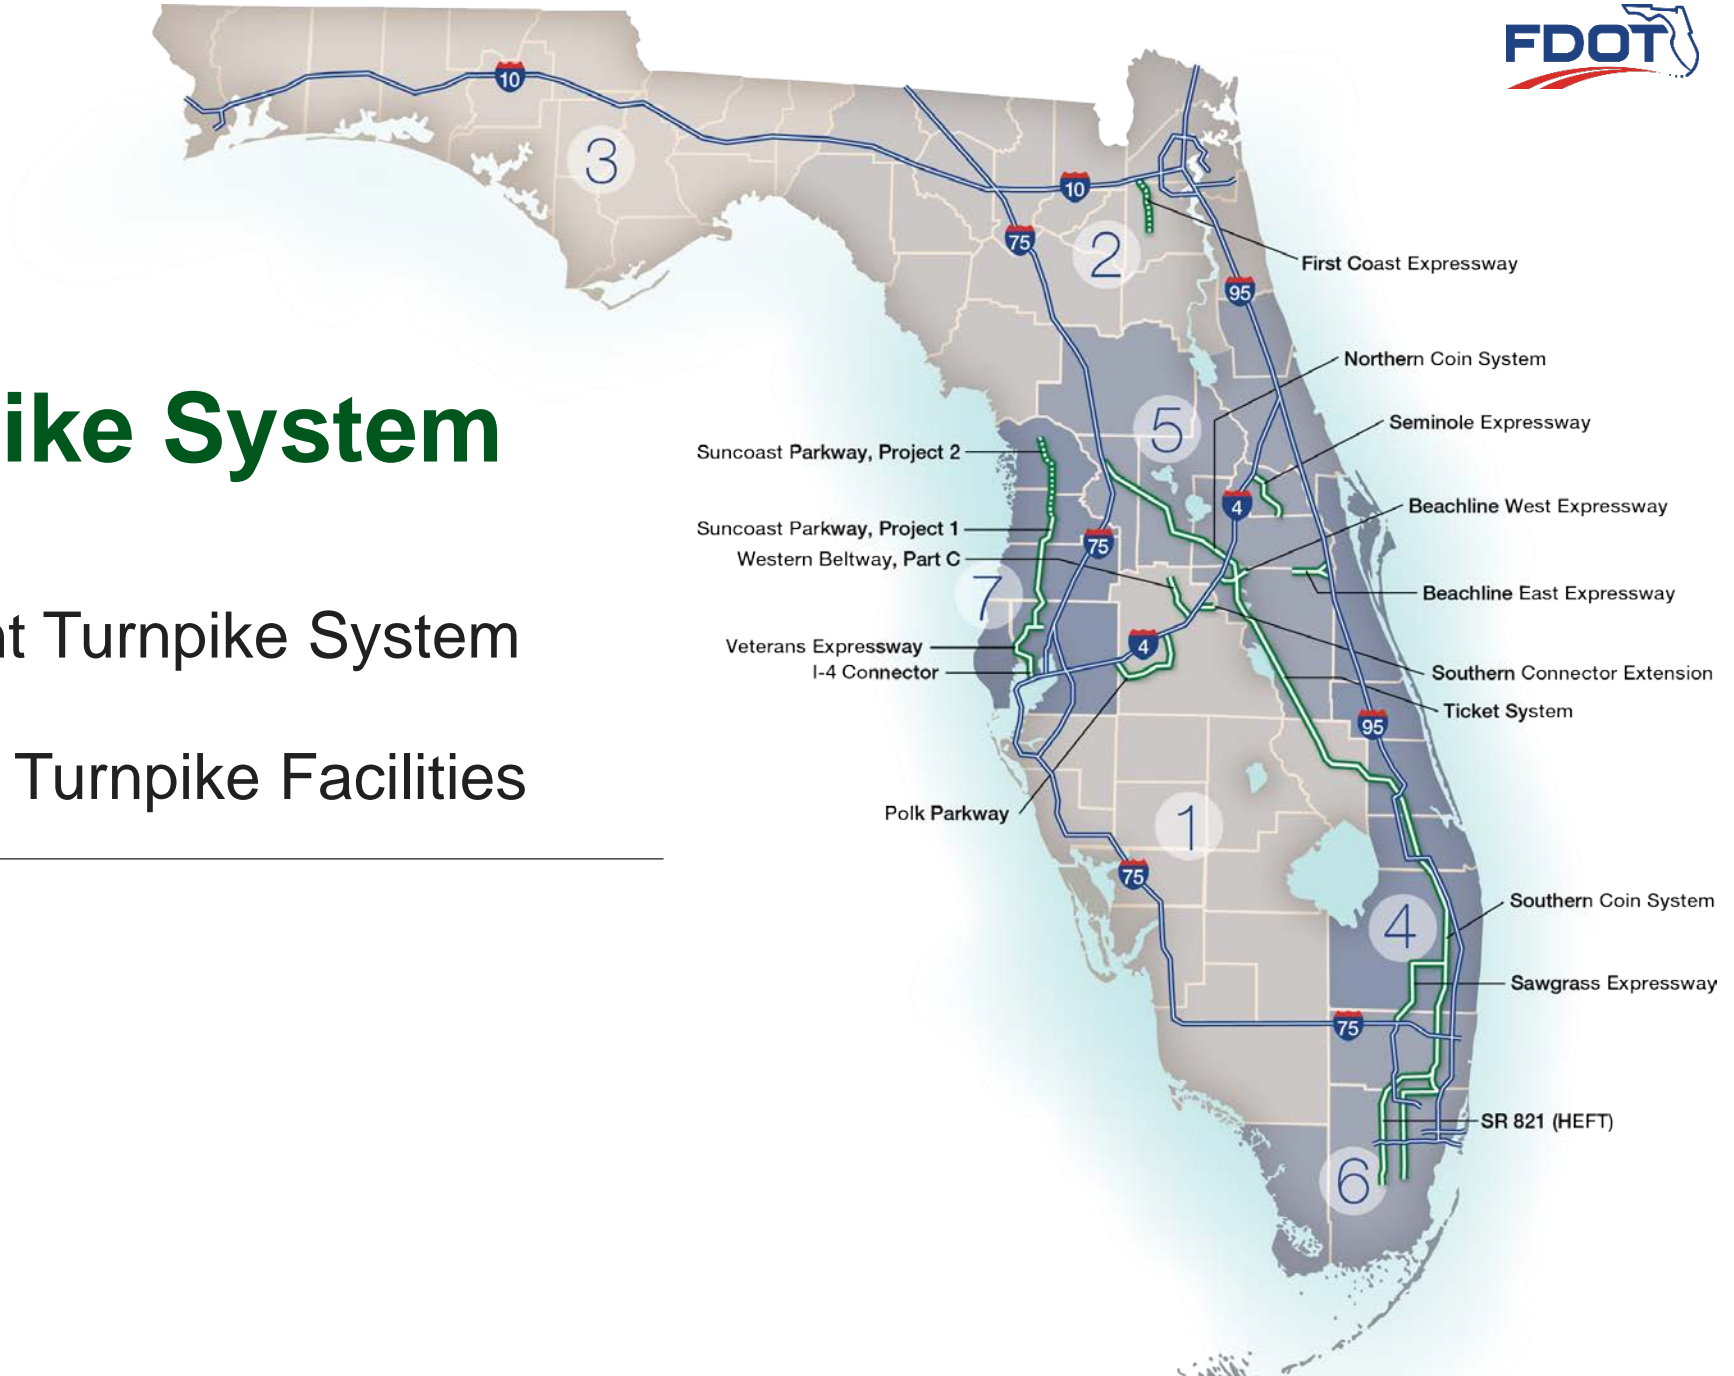 FDOT
10
3
10
75
2
First Coast Expressway
95
Northern Coin System
5
Seminole Expressway
ike System
Suncoast Parkway, Project 2
4
Beachline West Expressway
Suncoast Parkway, Project 1
75
Western Beltway, Part C
7
Beachline East Expressway
nt Turnpike System
Veterans Expressway
4
I-4 Connector
Southern Connector Extension
Ticket System
95
Turnpike Facilities
Polk Parkway
1
75
Southern Coin System
4
Sawgrass Expressway
75
SR 821 (HEFT)
6